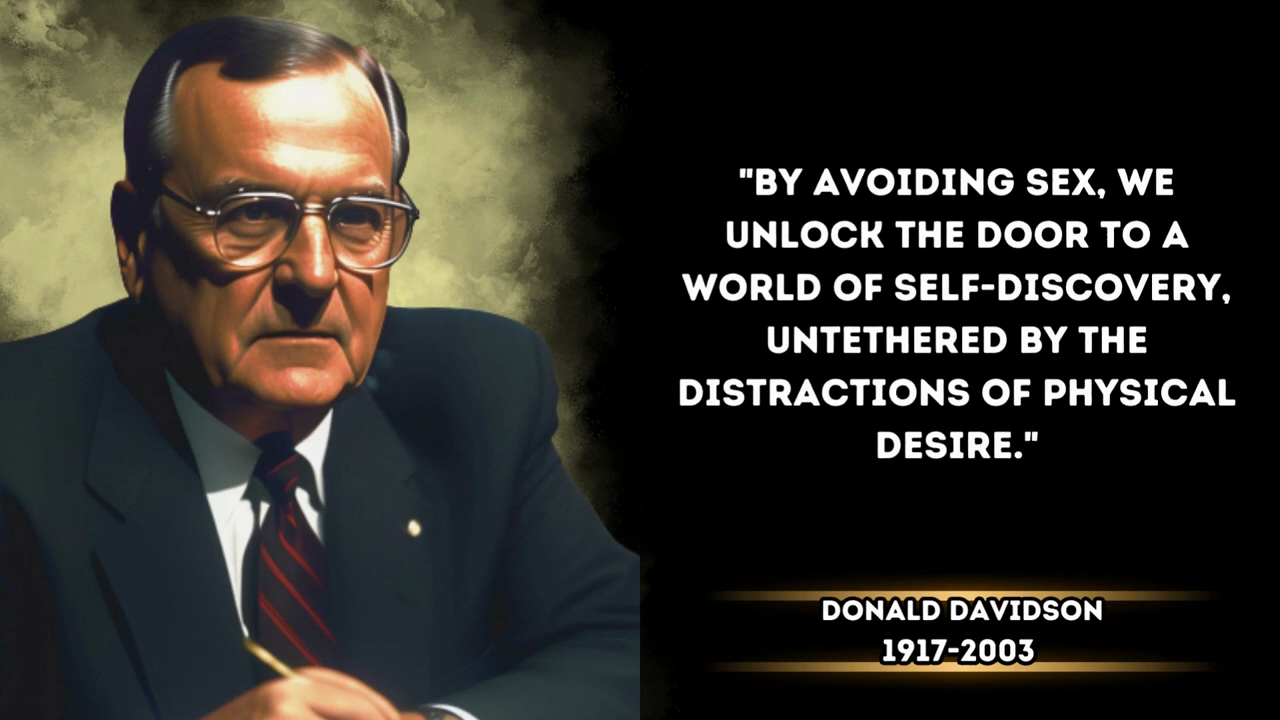 "BY AVOIDING SEX, WE
UNLOCK THE DOOR TO A
WORLD OF SELF-DISCOVERY,
UNTETHERED BY THE
DISTRACTIONS OF PHYSICAL
DESIRE."
DONALD DAVIDSON
1917-2003